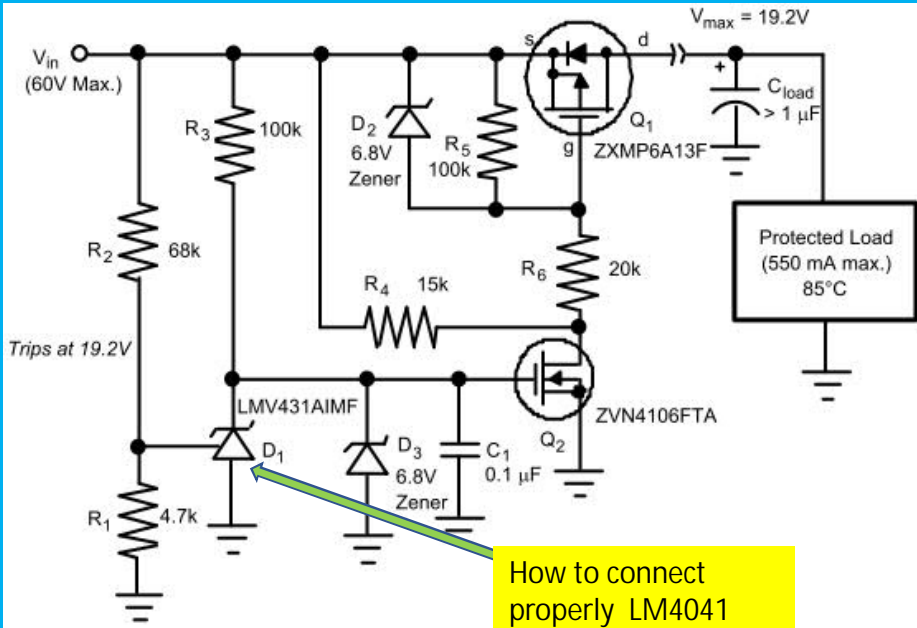 Vmax = 19.2V
Vin
(60V Max.)
s
d
+
Cload
> 1 µF
R3
100k
D2
6.8V
Zener
R5
100k
Q1
ZXMP6A13F
g
R2
68k
R4
15k
R6
20k
Protected Load
(550 mA max.)
85°C
Trips at 19.2V
LMV431AIMF
D1
D3
6.8V
Zener
C1
0.1 µF
Q2
ZVN4106FTA
R1
4.7k
How to connect
properly LM4041